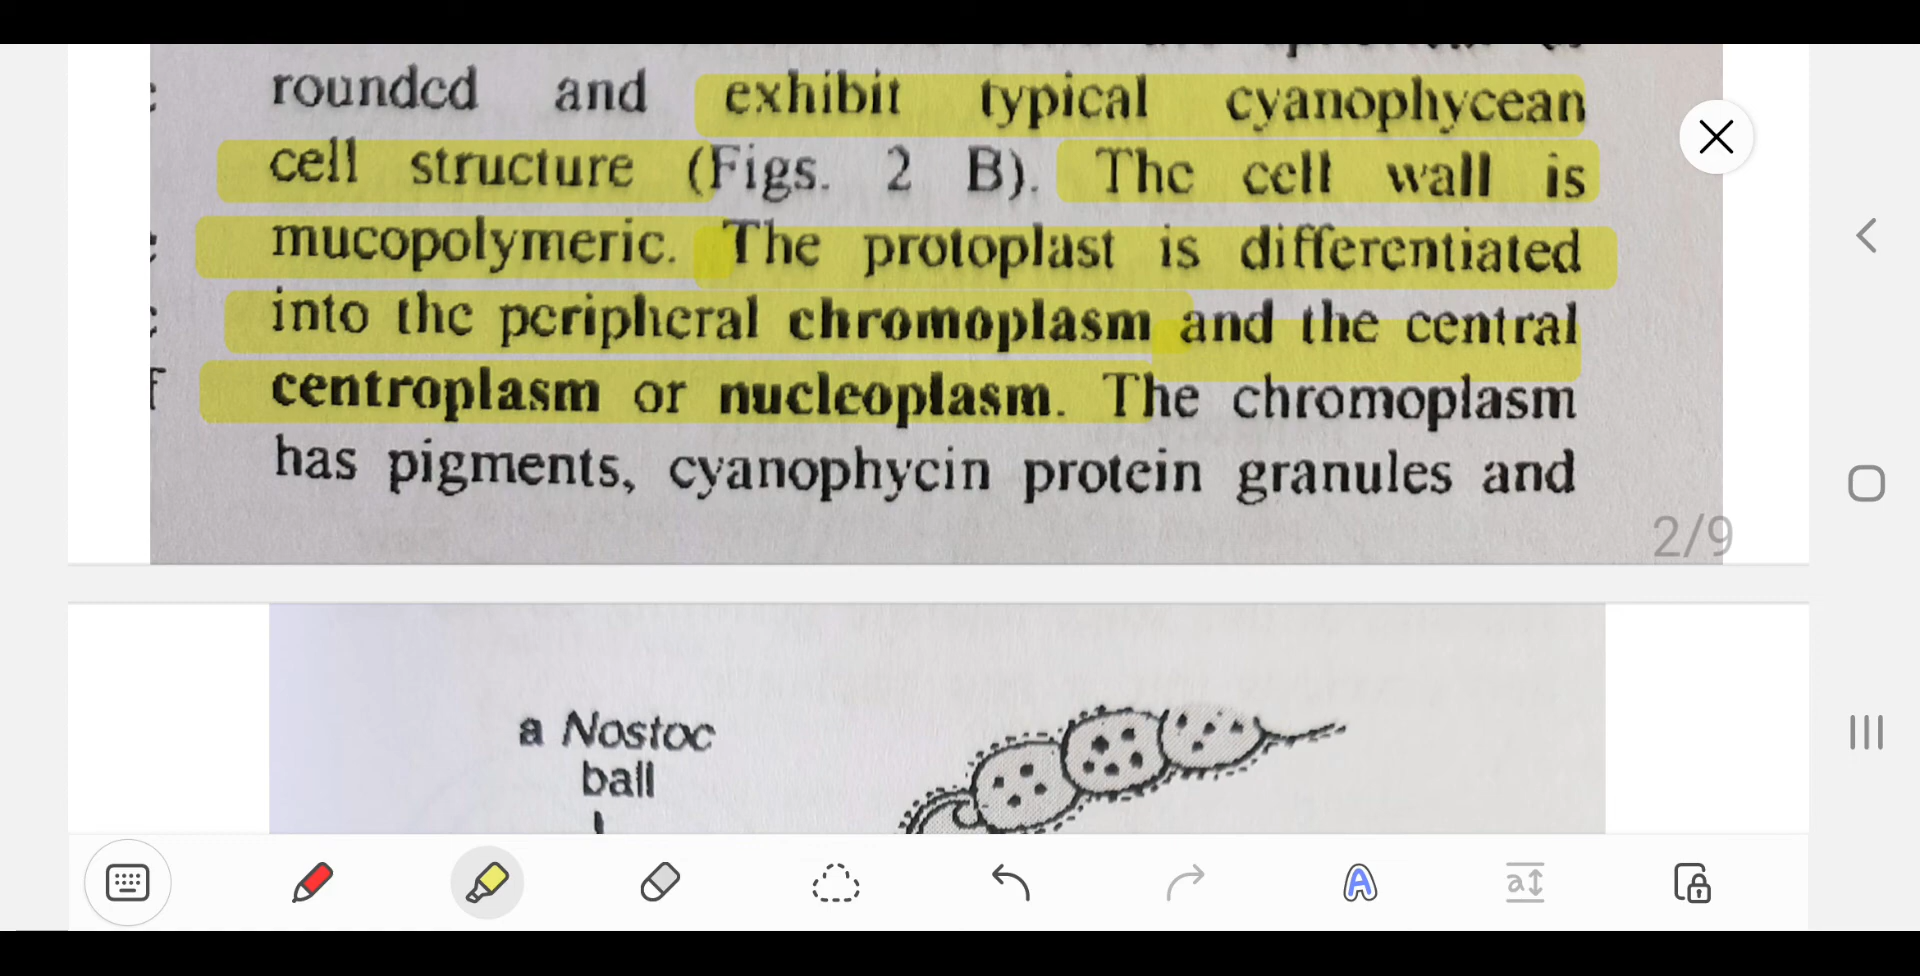 rounded and exhibit typical cyanophycean
cell structure (Figs. 2 B). The cell wall is
mucopolymeric. The protoplast is differentiated
into the peripheral chromoplasm and the central
centroplasm or nucleoplasm. The chromoplasm
has pigments, cyanophycin protein granules and
2/9
a Nostoc
ball
A
a